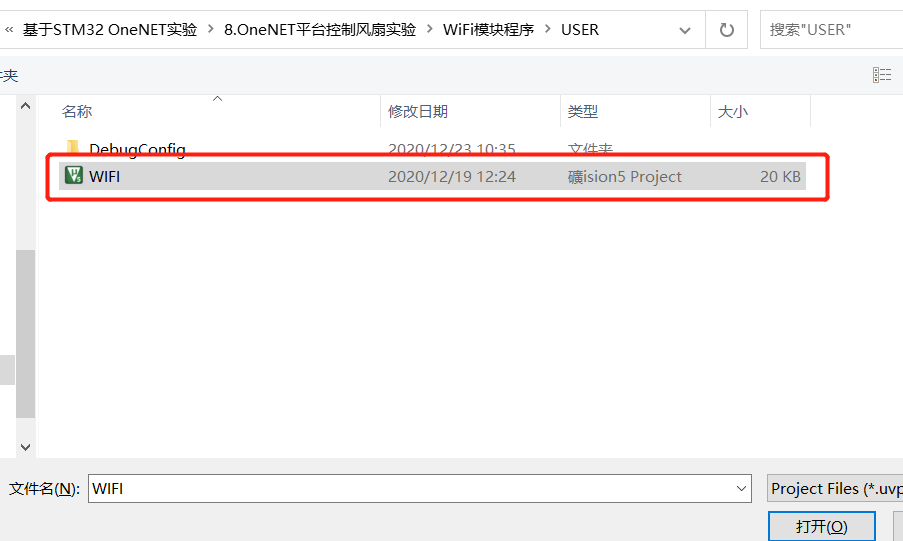 « 基于STM32 OneNET实验 › 8.OneNET平台控制风扇实验 › WiFi模块程序 › USER 搜索"USER"
件夹
名称 修改日期 类型 大小
DebugConfig 2020/12/23 10:35 文件夹
WIFI 2020/12/19 12:24 礦ision5 Project 20 KB
文件名(N): WIFI Project Files (*.uvp
打开(O)